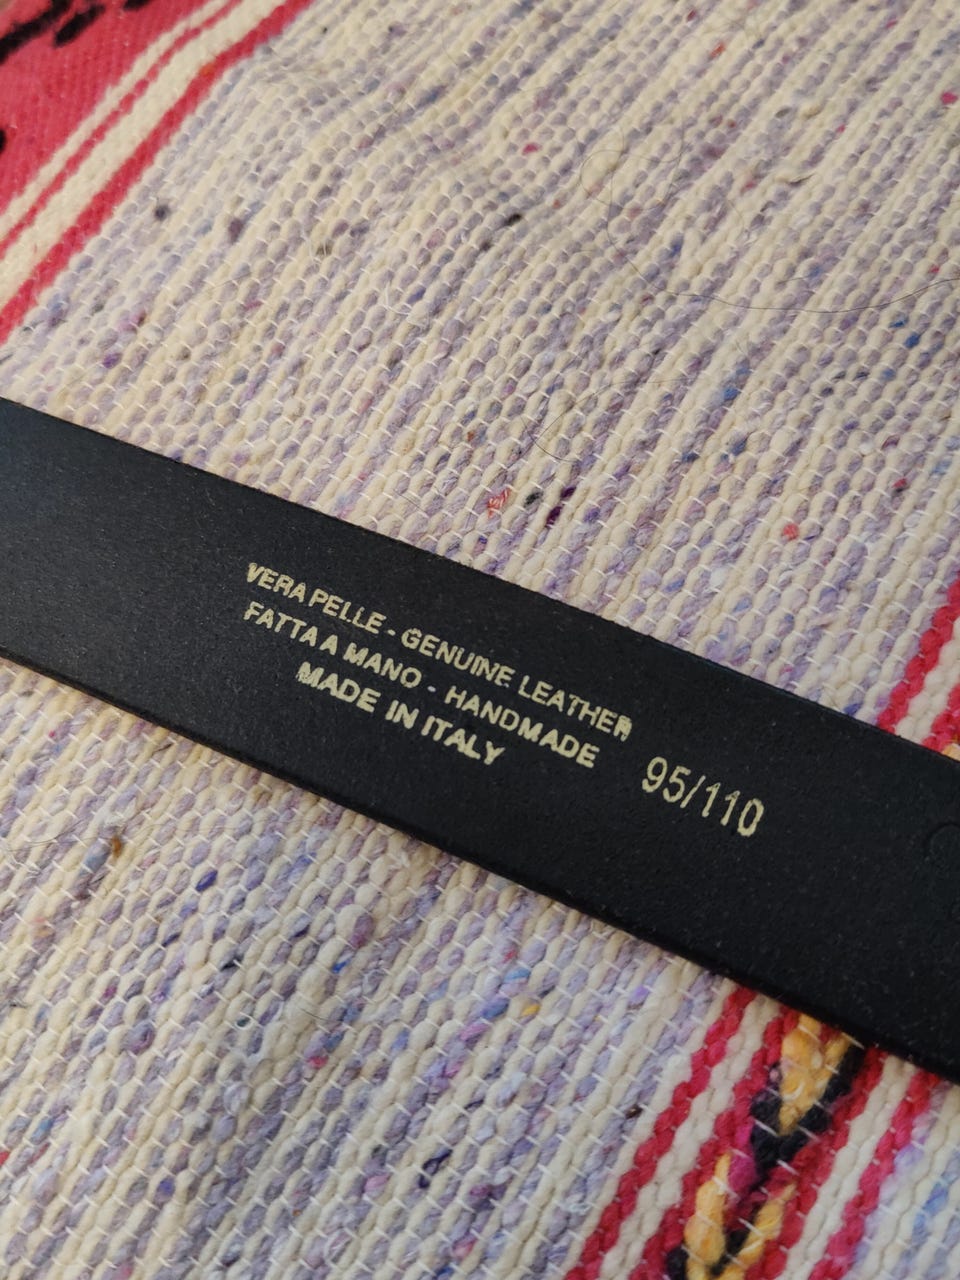 VERA PELLE - GENUINE LEATHER
FATTA A MANO - HANDMADE
MADE IN ITALY
95/110